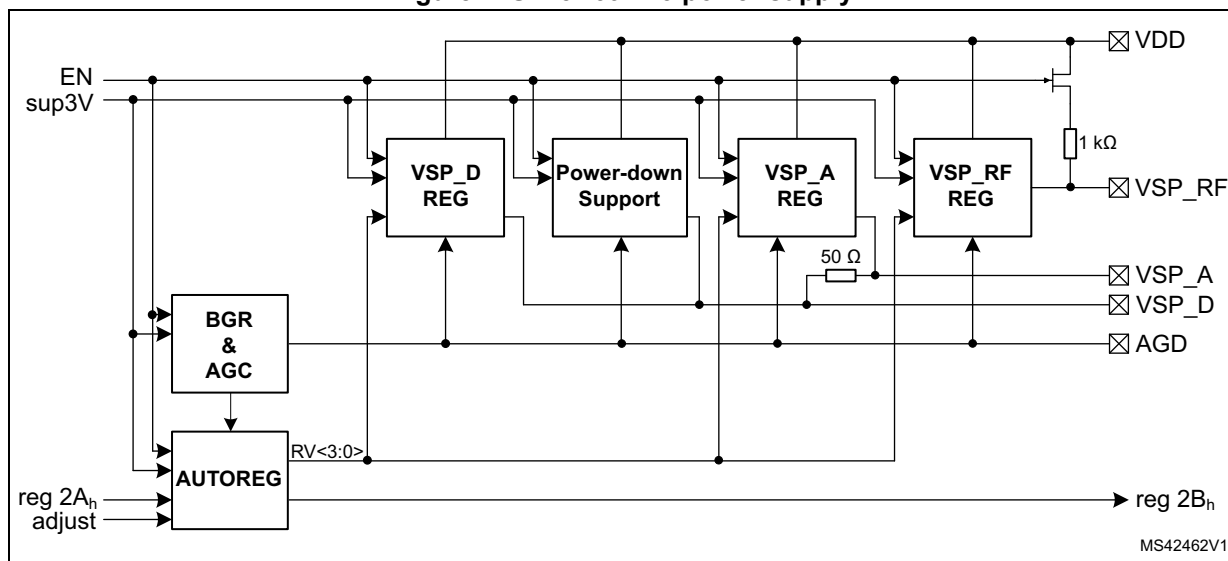 VDD
EN
sup3V
VSP_D
REG
Power-down
Support
VSP_A
REG
VSP_RF
REG
1 kΩ
VSP_RF
50 Ω
VSP_A
VSP_D
BGR
&
AGC
AGD
AUTOREG
RV<3:0>
reg 2Ah
adjust
reg 2Bh
MS42462V1